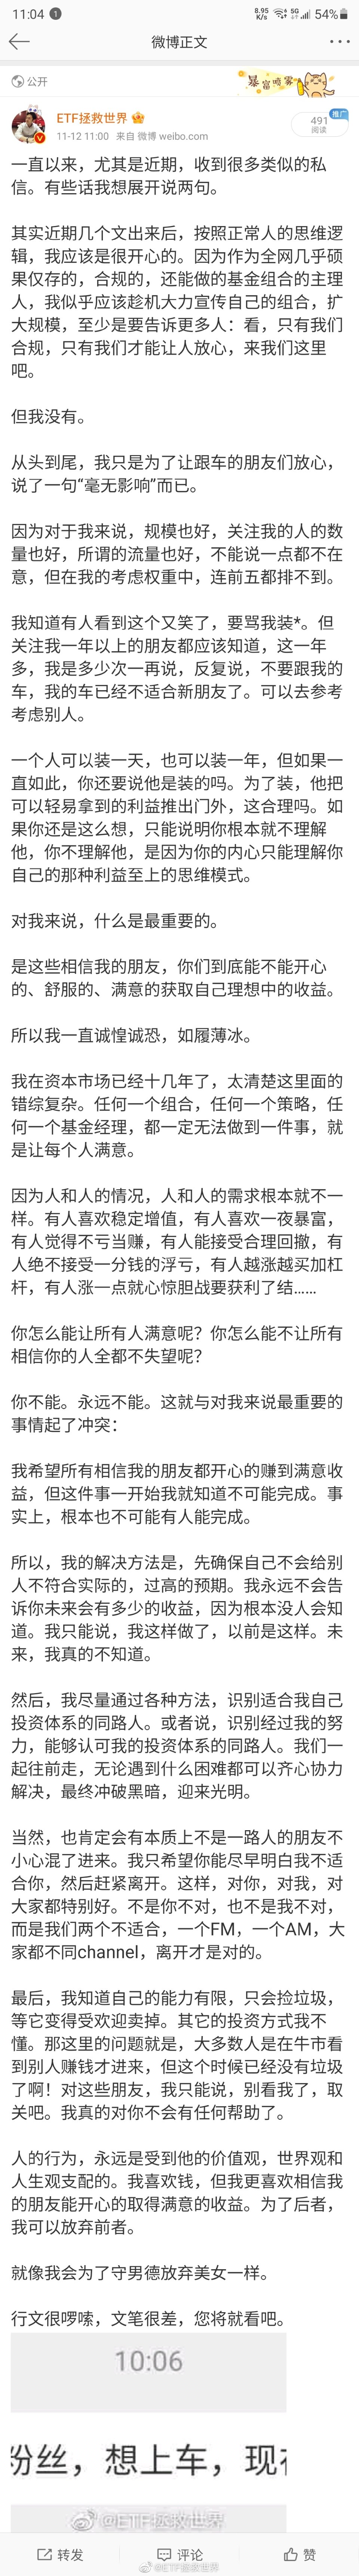 11:04
8.95 K/s 5G 54%
微博正文
公开
暴富喷雾
ETF拯救世界
11-12 11:00 来自 微博 weibo.com
491 阅读
推广
一直以来，尤其是近期，收到很多类似的私
信。有些话我想展开说两句。
其实近期几个文出来后，按照正常人的思维逻
辑，我应该是很开心的。因为作为全网几乎硕
果仅存的，合规的，还能做的基金组合的主理
人，我似乎应该趁机大力宣传自己的组合，扩
大规模，至少是要告诉更多人：看，只有我们
合规，只有我们才能让人放心，来我们这里
吧。
但我没有。
从头到尾，我只是为了让跟车的朋友们放心，
说了一句“毫无影响”而已。
因为对于我来说，规模也好，关注我的人的数
量也好，所谓的流量也好，不能说一点都不在
意，但在我的考虑权重中，连前五都排不到。
我知道有人看到这个又笑了，要骂我装*。但
关注我一年以上的朋友都应该知道，这一年
多，我是多少次一再说，反复说，不要跟我的
车，我的车已经不适合新朋友了。可以去参考
考虑别人。
一个人可以装一天，也可以装一年，但如果一
直如此，你还要说他是装的吗。为了装，他把
可以轻易拿到的利益推出门外，这合理吗。如
果你还是这么想，只能说明你根本就不理解
他，你不理解他，是因为你的内心只能理解你
自己的那种利益至上的思维模式。
对我来说，什么是最重要的。
是这些相信我的朋友，你们到底能不能开心
的、舒服的、满意的获取自己理想中的收益。
所以我一直诚惶诚恐，如履薄冰。
我在资本市场已经十几年了，太清楚这里面的
错综复杂。任何一个组合，任何一个策略，任
何一个基金经理，都一定无法做到一件事，就
是让每个人满意。
因为人和人的情况，人和人的需求根本就不一
样。有人喜欢稳定增值，有人喜欢一夜暴富，
有人觉得不亏当赚，有人能接受合理回撤，有
人绝不接受一分钱的浮亏，有人越涨越买加杠
杆，有人涨一点就心惊胆战要获利了结……
你怎么能让所有人满意呢？你怎么能不让所有
相信你的人全都不失望呢？
你不能。永远不能。这就与对我来说最重要的
事情起了冲突：
我希望所有相信我的朋友都开心的赚到满意收
益，但这件事一开始我就知道不可能完成。事
实上，根本也不可能有人能完成。
所以，我的解决方法是，先确保自己不会给别
人不符合实际的，过高的预期。我永远不会告
诉你未来会有多少的收益，因为根本没人会知
道。我只能说，我这样做了，以前是这样。未
来，我真的不知道。
然后，我尽量通过各种方法，识别适合我自己
投资体系的同路人。或者说，识别经过我的努
力，能够认可我的投资体系的同路人。我们一
起往前走，无论遇到什么困难都可以齐心协力
解决，最终冲破黑暗，迎来光明。
当然，也肯定会有本质上不是一路人的朋友不
小心混了进来。我只希望你能尽早明白我不适
合你，然后赶紧离开。这样，对你，对我，对
大家都特别好。不是你不对，也不是我不对，
而是我们两个不适合，一个FM，一个AM，大
家都不同channel，离开才是对的。
最后，我知道自己的能力有限，只会捡垃圾，
等它变得受欢迎卖掉。其它的投资方式我不
懂。那这里的问题就是，大多数人是在牛市看
到别人赚钱才进来，但这个时候已经没有垃圾
了啊！对这些朋友，我只能说，别看我了，取
关吧。我真的对你不会有任何帮助了。
人的行为，永远是受到他的价值观，世界观和
人生观支配的。我喜欢钱，但我更喜欢相信我
的朋友能开心的取得满意的收益。为了后者，
我可以放弃前者。
就像我会为了守男德放弃美女一样。
行文很啰嗦，文笔很差，您将就看吧。
10:06
粉丝，想上车，现在
@ETF拯救世界
转发 评论 赞
@ETF拯救世界